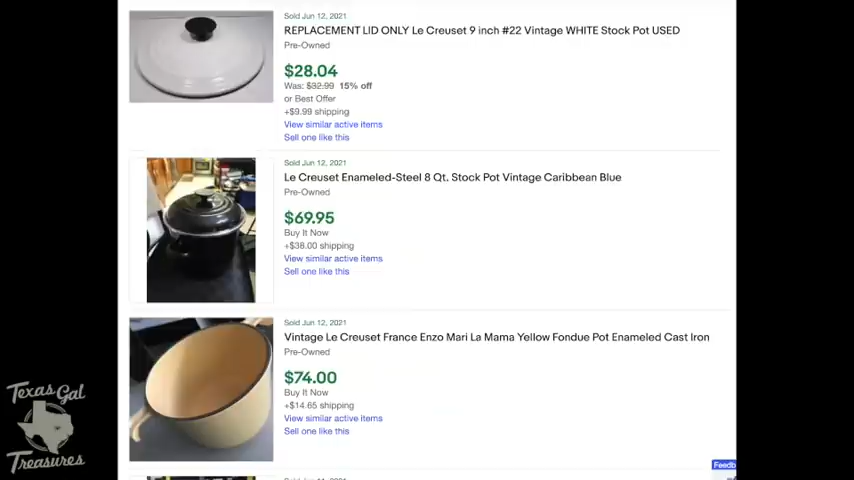 Sold Jun 12, 2021
REPLACEMENT LID ONLY Le Creuset 9 inch #22 Vintage WHITE Stock Pot USED
Pre-Owned
$28.04
Was: $32.99 15% off
or Best Offer
+$9.99 shipping
View similar active items
Sell one like this
Sold Jun 12, 2021
Le Creuset Enameled-Steel 8 Qt. Stock Pot Vintage Caribbean Blue
Pre-Owned
$69.95
Buy It Now
+$38.00 shipping
View similar active items
Sell one like this
Sold Jun 12, 2021
Vintage Le Creuset France Enzo Mari La Mama Yellow Fondue Pot Enameled Cast Iron
Pre-Owned
$74.00
Buy It Now
+$14.65 shipping
View similar active items
Sell one like this
Texas Gal
Treasures
Feedb